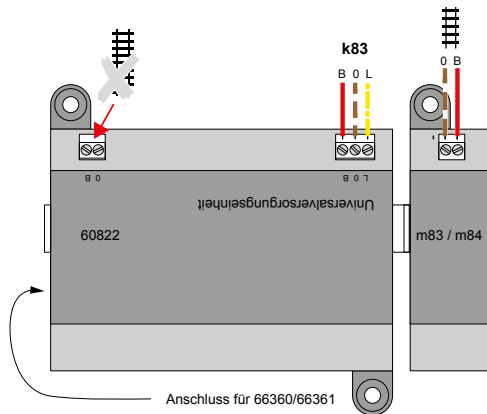 k83
B 0 L
0 B
B 0
B 0 L
Universalversorgungseinheit
60822
m83 / m84
Anschluss für 66360/66361